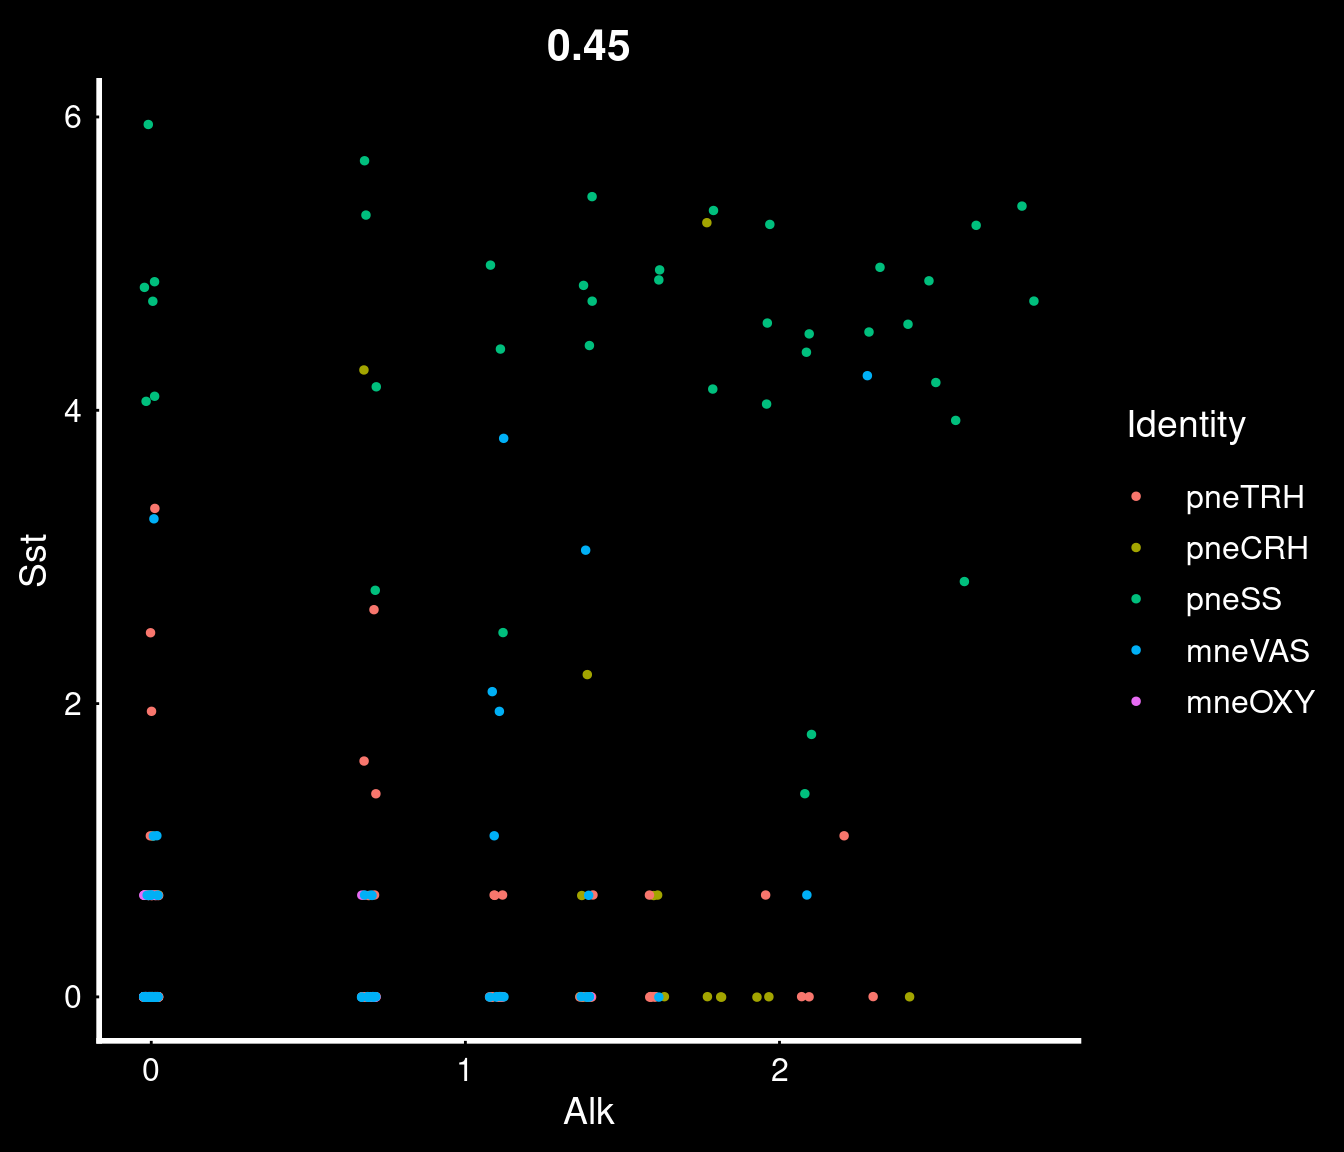 0.45
6
4
2
0
Sst
0 1 2
Alk
Identity
pneTRH
pneCRH
pneSS
mneVAS
mneOXY